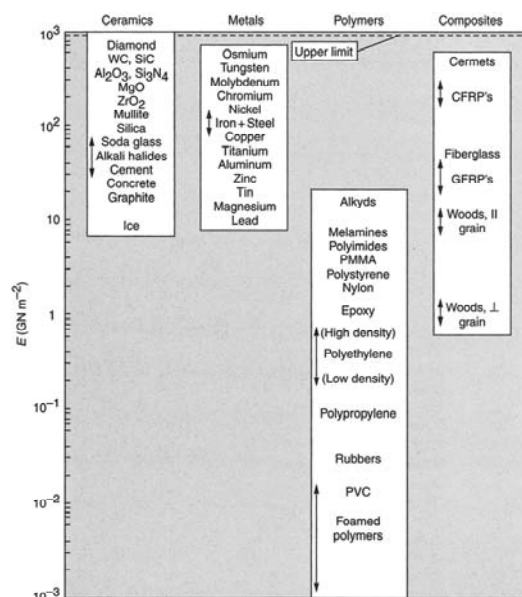 Ceramics
Metals
Polymers
Composites
10³
10²
10
1
10⁻¹
10⁻²
10⁻³
E (GN m⁻²)
Upper limit
Diamond
WC, SiC
Al₂O₃, Si₃N₄
MgO
ZrO₂
Mullite
Silica
Soda glass
Alkali halides
Cement
Concrete
Graphite
Ice
Osmium
Tungsten
Molybdenum
Chromium
Nickel
Iron + Steel
Copper
Titanium
Aluminum
Zinc
Tin
Magnesium
Lead
Alkyds
Melamines
Polyimides
PMMA
Polystyrene
Nylon
Epoxy
(High density)
Polyethylene
(Low density)
Polypropylene
Rubbers
PVC
Foamed
polymers
Cermets
CFRP's
Fiberglass
GFRP's
Woods, ||
grain
Woods, ⊥
grain